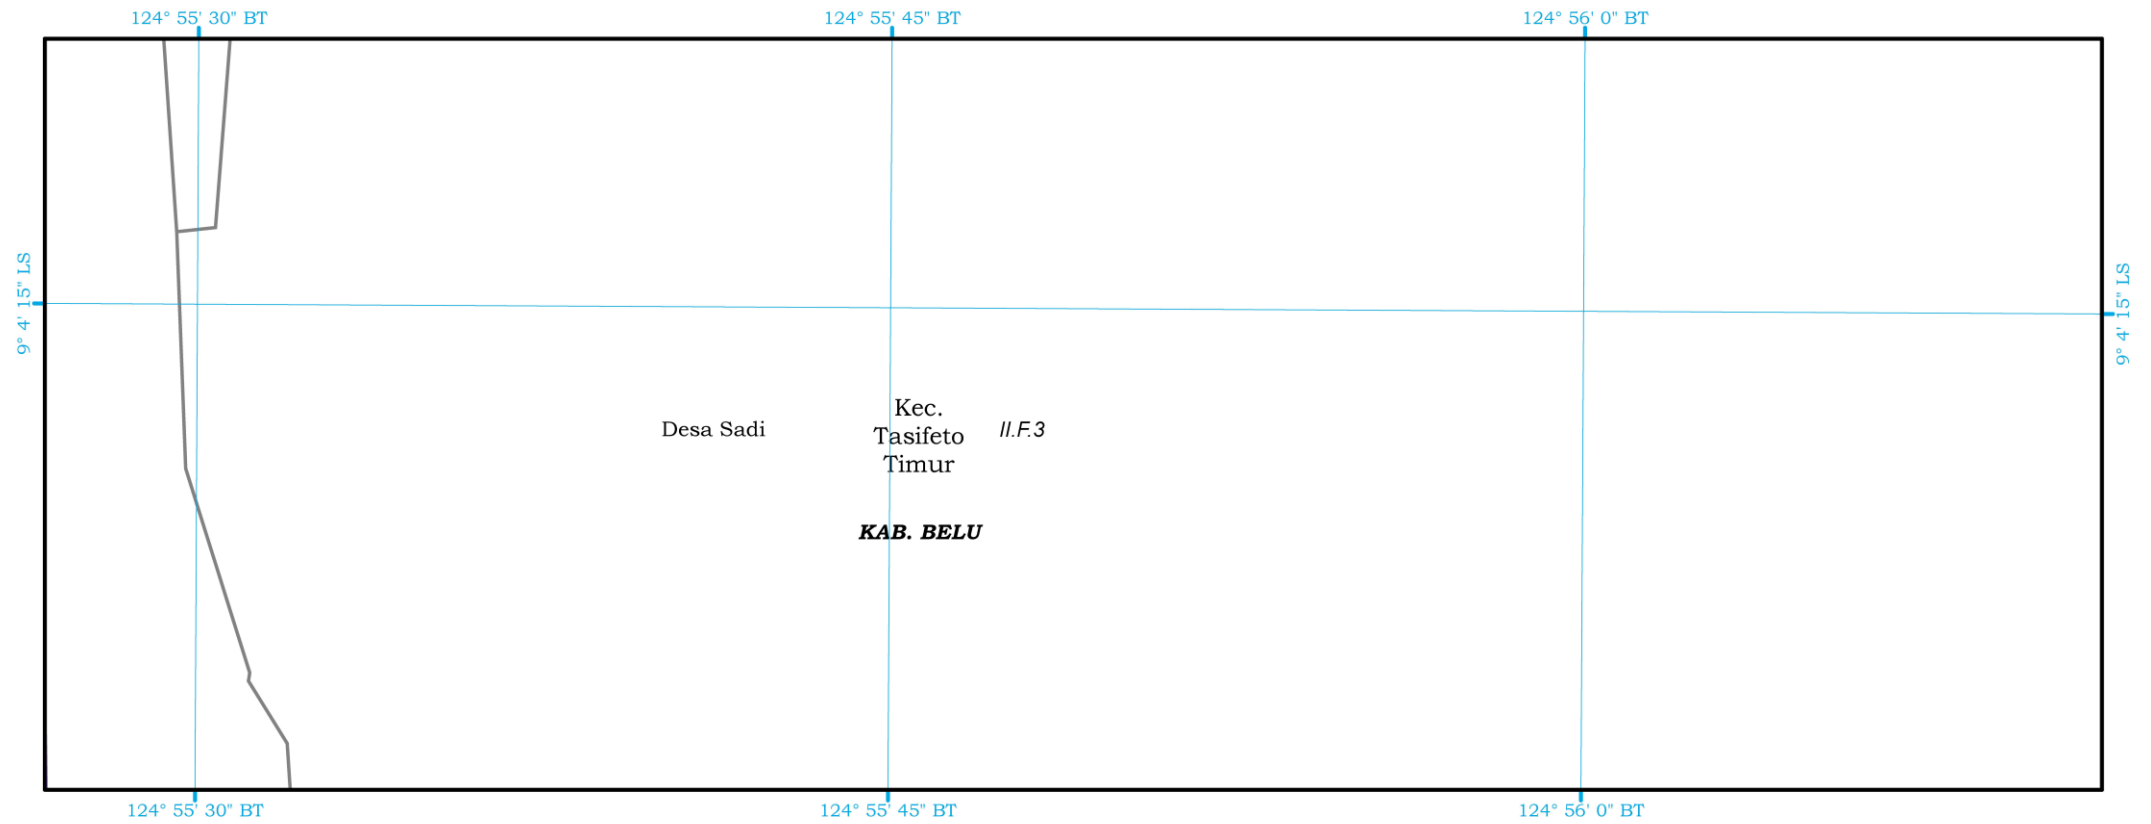 124° 55' 30" BT
124° 55' 45" BT
124° 56' 0" BT
9° 4' 15" LS
9° 4' 15" LS
Desa Sadi
Kec.
Tasifeto
Timur
II.F.3
KAB. BELU
124° 55' 30" BT
124° 55' 45" BT
124° 56' 0" BT